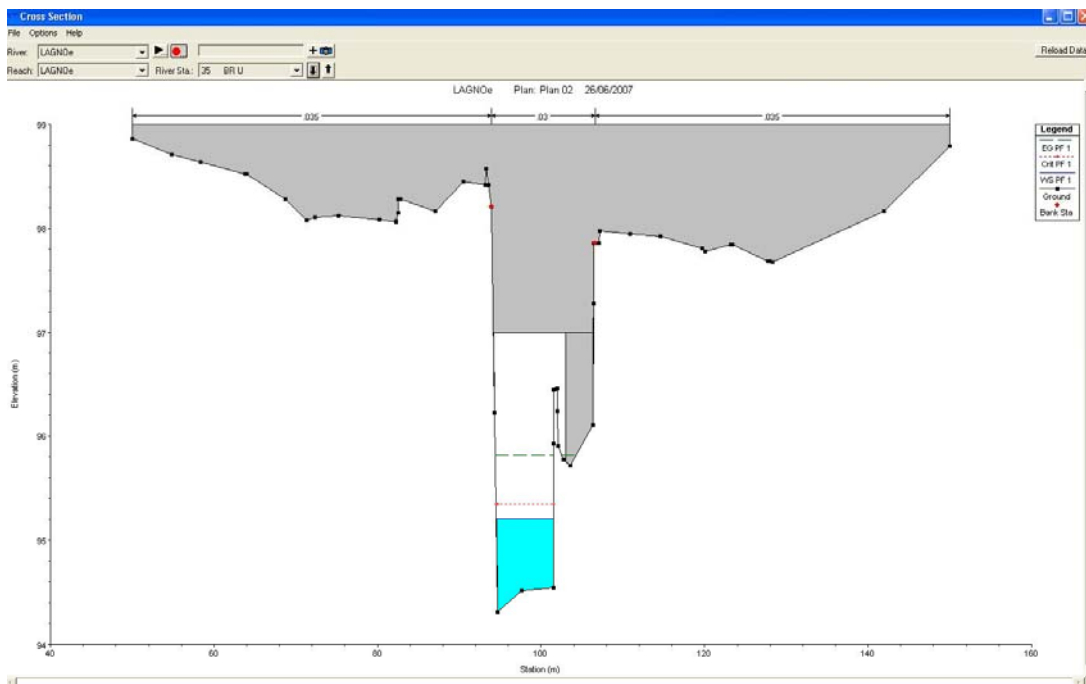 Cross Section
File Options Help
River: LAGNOe
Reload Data
Reach: LAGNOe River Sta.: 35 BR U
LAGNOe Plan: Plan 02 26/06/2007
.035 .03 .035
Legend
EG PF 1
Crit PF 1
WS PF 1
Ground
Bank Sta
99
98
97
96
95
94
Elevation (m)
40 60 80 100 120 140 160
Station (m)